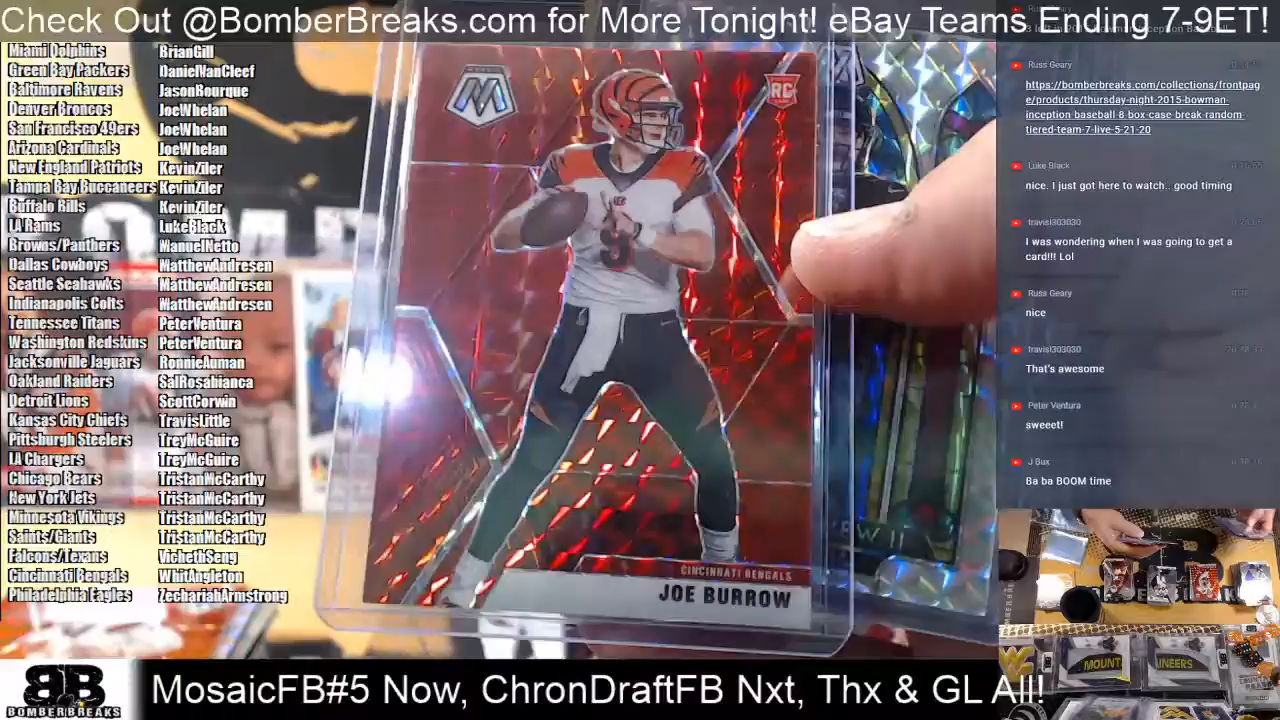 Check Out @BomberBreaks.com for More Tonight! eBay Teams Ending 7-9ET!
Miami Dolphins BrianGill
Green Bay Packers DanielVanCleef
Baltimore Ravens JasonBourque
Denver Broncos JoeWhelan
San Francisco 49ers JoeWhelan
Arizona Cardinals JoeWhelan
New England Patriots KevinZiler
Tampa Bay Buccaneers KevinZiler
Buffalo Bills KevinZiler
LA Rams LukeBlack
Browns/Panthers ManuelNetto
Dallas Cowboys MatthewAndresen
Seattle Seahawks MatthewAndresen
Indianapolis Colts MatthewAndresen
Tennessee Titans PeterVentura
Washington Redskins PeterVentura
Jacksonville Jaguars RonnieAuman
Oakland Raiders SalRosabianca
Detroit Lions ScottCorwin
Kansas City Chiefs TravisLittle
Pittsburgh Steelers TreyMcGuire
LA Chargers TreyMcGuire
Chicago Bears TristanMcCarthy
New York Jets TristanMcCarthy
Minnesota Vikings TristanMcCarthy
Saints/Giants TristanMcCarthy
Falcons/Texans VichethSeng
Cincinnati Bengals WhitAngleton
Philadelphia Eagles ZechariahArmstrong
MOSAIC
RC
CINCINNATI BENGALS
JOE BURROW
RW II
Russ Geary
https://bomberbreaks.com/collections/frontpag
e/products/thursday-night-2015-bowman-
inception-baseball-8-box-case-break-random-
tiered-team-7-live-5-21-20
Luke Black
nice. I just got here to watch.. good timing
travisl303030
I was wondering when I was going to get a
card!!! Lol
Russ Geary
nice
travisl303030
That's awesome
Peter Ventura
sweeet!
J Bux
Ba ba BOOM time
MOUNT
INEERS
BB
BOMBERBREAKS
MosaicFB#5 Now, ChronDraftFB Nxt, Thx & GL All!